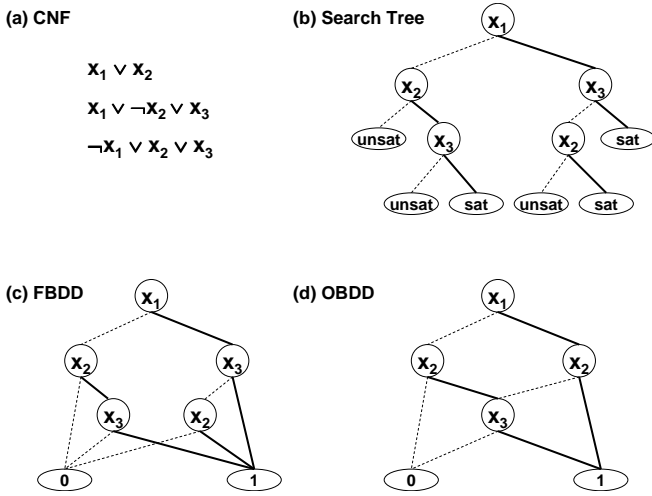 (a) CNF
x₁ ∨ x₂
x₁ ∨ ¬x₂ ∨ x₃
¬x₁ ∨ x₂ ∨ x₃
(b) Search Tree
x₁
x₂ x₃
unsat x₃ x₂ sat
unsat sat unsat sat
(c) FBDD
x₁
x₂ x₃
x₃ x₂
0 1
(d) OBDD
x₁
x₂ x₂
x₃
0 1